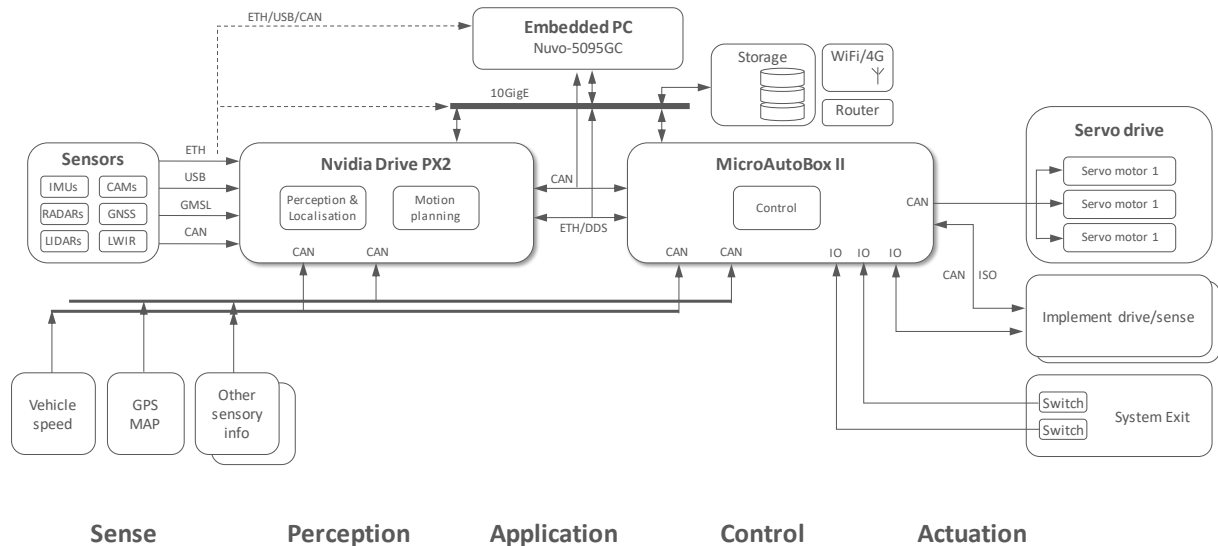 ETH/USB/CAN
Embedded PC
Nuvo-5095GC
Storage
WiFi/4G
Router
10GigE
Sensors
IMUs
CAMs
RADARs
GNSS
LIDARs
LWIR
ETH
USB
GMSL
CAN
Nvidia Drive PX2
Perception &
Localisation
Motion
planning
CAN
CAN
CAN
ETH/DDS
MicroAutoBox II
Control
CAN
CAN
CAN
IO
IO
IO
Servo drive
Servo motor 1
Servo motor 1
Servo motor 1
CAN
ISO
Implement drive/sense
Switch
Switch
System Exit
Vehicle
speed
GPS
MAP
Other
sensory
info
Sense
Perception
Application
Control
Actuation